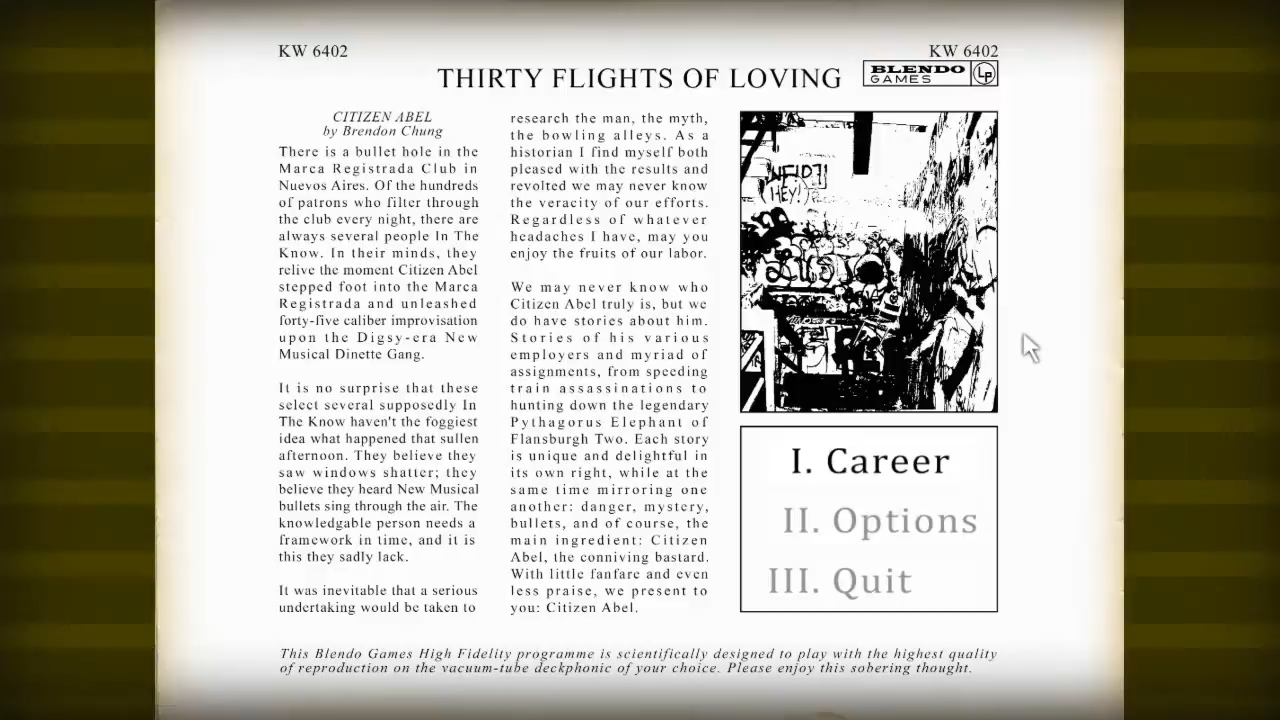 KW 6402
KW 6402
THIRTY FLIGHTS OF LOVING
BLENDO
GAMES
LP
CITIZEN ABEL
by Brendon Chung
There is a bullet hole in the
Marca Registrada Club in
Nuevos Aires. Of the hundreds
of patrons who filter through
the club every night, there are
always several people In The
Know. In their minds, they
relive the moment Citizen Abel
stepped foot into the Marca
Registrada and unleashed
forty-five caliber improvisation
upon the Digsy-era New
Musical Dinette Gang.
It is no surprise that these
select several supposedly In
The Know haven't the foggiest
idea what happened that sullen
afternoon. They believe they
saw windows shatter; they
believe they heard New Musical
bullets sing through the air. The
knowledgable person needs a
framework in time, and it is
this they sadly lack.
It was inevitable that a serious
undertaking would be taken to
research the man, the myth,
the bowling alleys. As a
historian I find myself both
pleased with the results and
revolted we may never know
the veracity of our efforts.
Regardless of whatever
headaches I have, may you
enjoy the fruits of our labor.
We may never know who
Citizen Abel truly is, but we
do have stories about him.
Stories of his various
employers and myriad of
assignments, from speeding
train assassinations to
hunting down the legendary
Pythagorus Elephant of
Flansburgh Two. Each story
is unique and delightful in
its own right, while at the
same time mirroring one
another: danger, mystery,
bullets, and of course, the
main ingredient: Citizen
Abel, the conniving bastard.
With little fanfare and even
less praise, we present to
you: Citizen Abel.
(HEY!)
I. Career
II. Options
III. Quit
This Blendo Games High Fidelity programme is scientifically designed to play with the highest quality
of reproduction on the vacuum-tube deckphonic of your choice. Please enjoy this sobering thought.